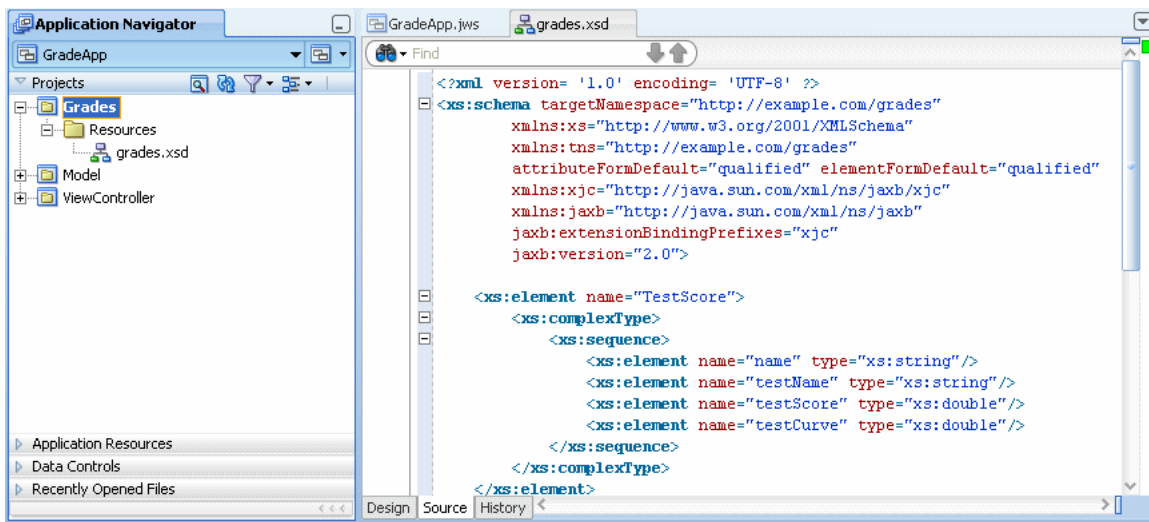 Application Navigator
GradeApp
Projects
Grades
Resources
grades.xsd
Model
ViewController
Application Resources
Data Controls
Recently Opened Files
GradeApp.jws
grades.xsd
Find
<?xml version= '1.0' encoding= 'UTF-8' ?>
<xs:schema targetNamespace="http://example.com/grades"
xmlns:xs="http://www.w3.org/2001/XMLSchema"
xmlns:tns="http://example.com/grades"
attributeFormDefault="qualified" elementFormDefault="qualified"
xmlns:xjc="http://java.sun.com/xml/ns/jaxb/xjc"
xmlns:jaxb="http://java.sun.com/xml/ns/jaxb"
jaxb:extensionBindingPrefixes="xjc"
jaxb:version="2.0">
<xs:element name="TestScore">
<xs:complexType>
<xs:sequence>
<xs:element name="name" type="xs:string"/>
<xs:element name="testName" type="xs:string"/>
<xs:element name="testScore" type="xs:double"/>
<xs:element name="testCurve" type="xs:double"/>
</xs:sequence>
</xs:complexType>
</xs:element>
Design Source History